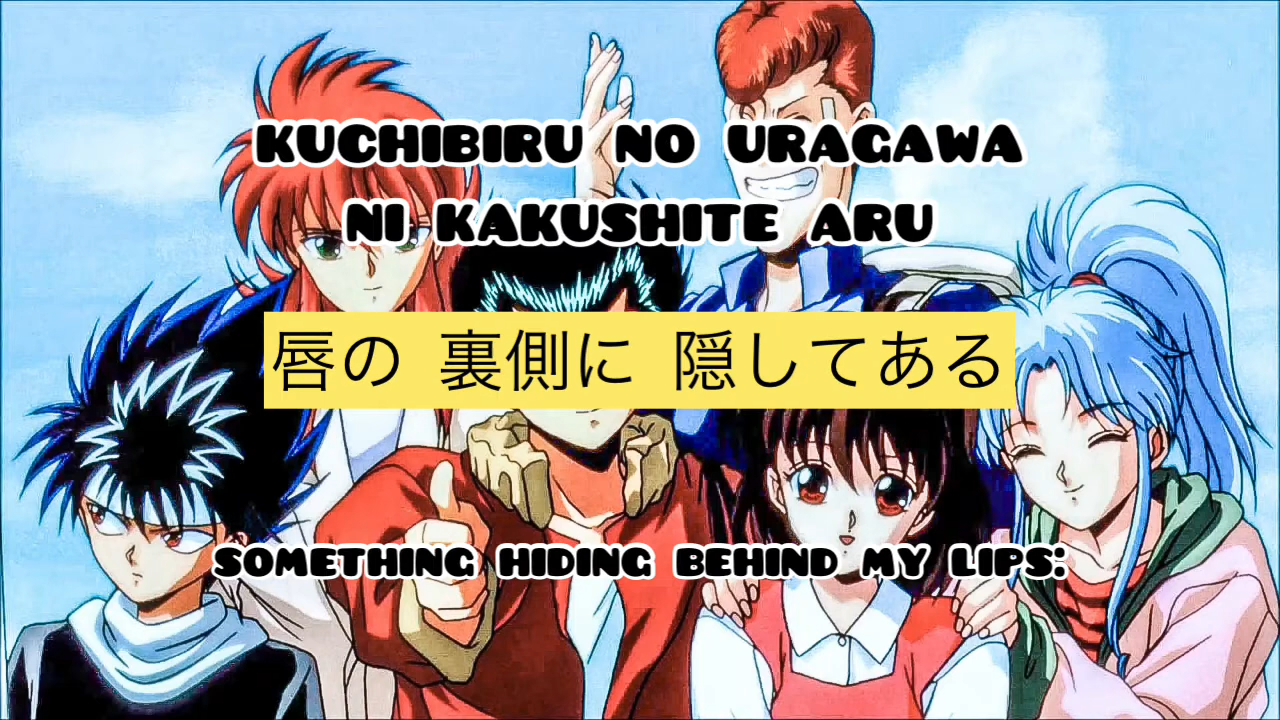 KUCHIBIRU NO URAGAWA
NI KAKUSHITE ARU
唇の 裏側に 隠してある
SOMETHING HIDING BEHIND MY LIPS: